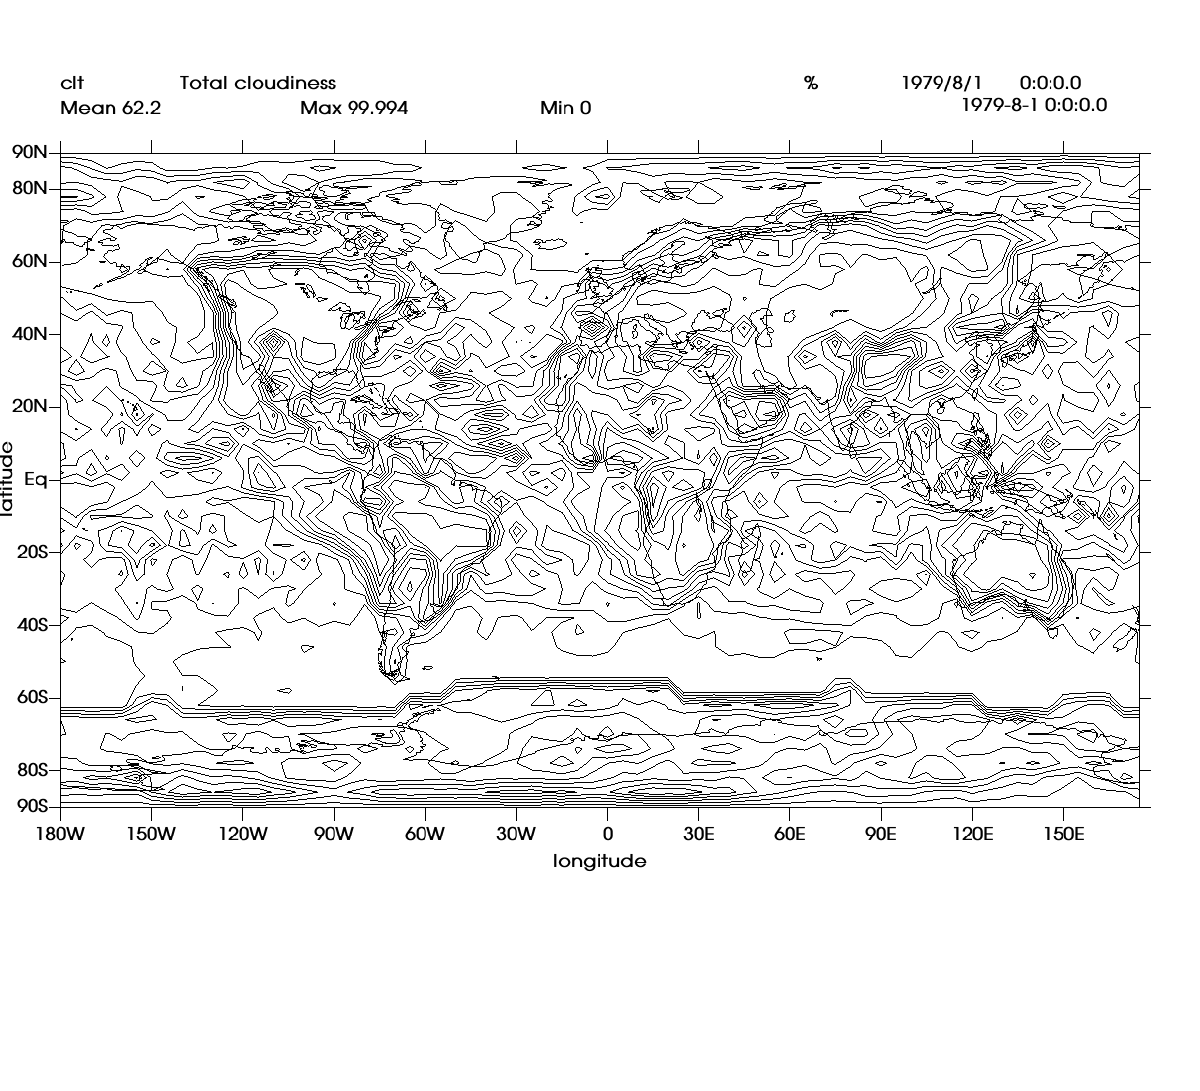 clt Total cloudiness % 1979/8/1 0:0:0.0
Mean 62.2 Max 99.994 Min 0 1979-8-1 0:0:0.0
90N
80N
60N
40N
20N
Eq
20S
40S
60S
80S
90S
latitude
180W 150W 120W 90W 60W 30W 0 30E 60E 90E 120E 150E
longitude